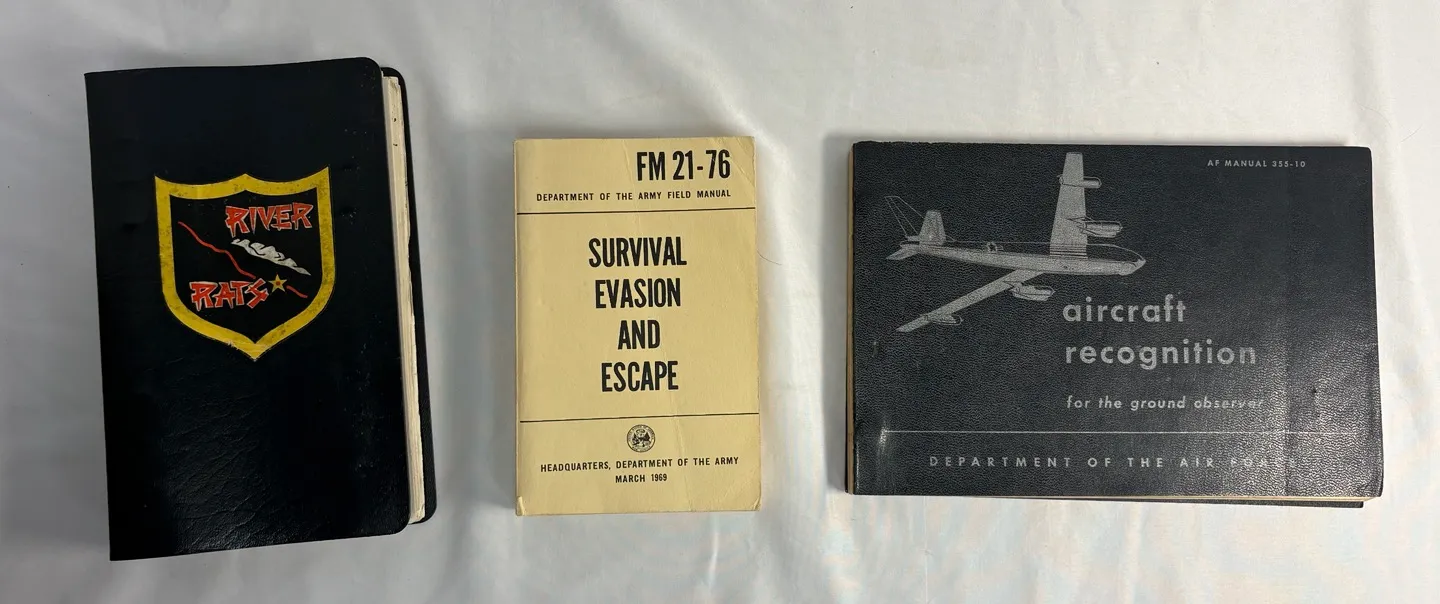 RIVER
RATS
FM 21-76
DEPARTMENT OF THE ARMY FIELD MANUAL
SURVIVAL
EVASION
AND
ESCAPE
HEADQUARTERS, DEPARTMENT OF THE ARMY
MARCH 1969
AF MANUAL 355-10
aircraft
recognition
for the ground observer
DEPARTMENT OF THE AIR FORCE